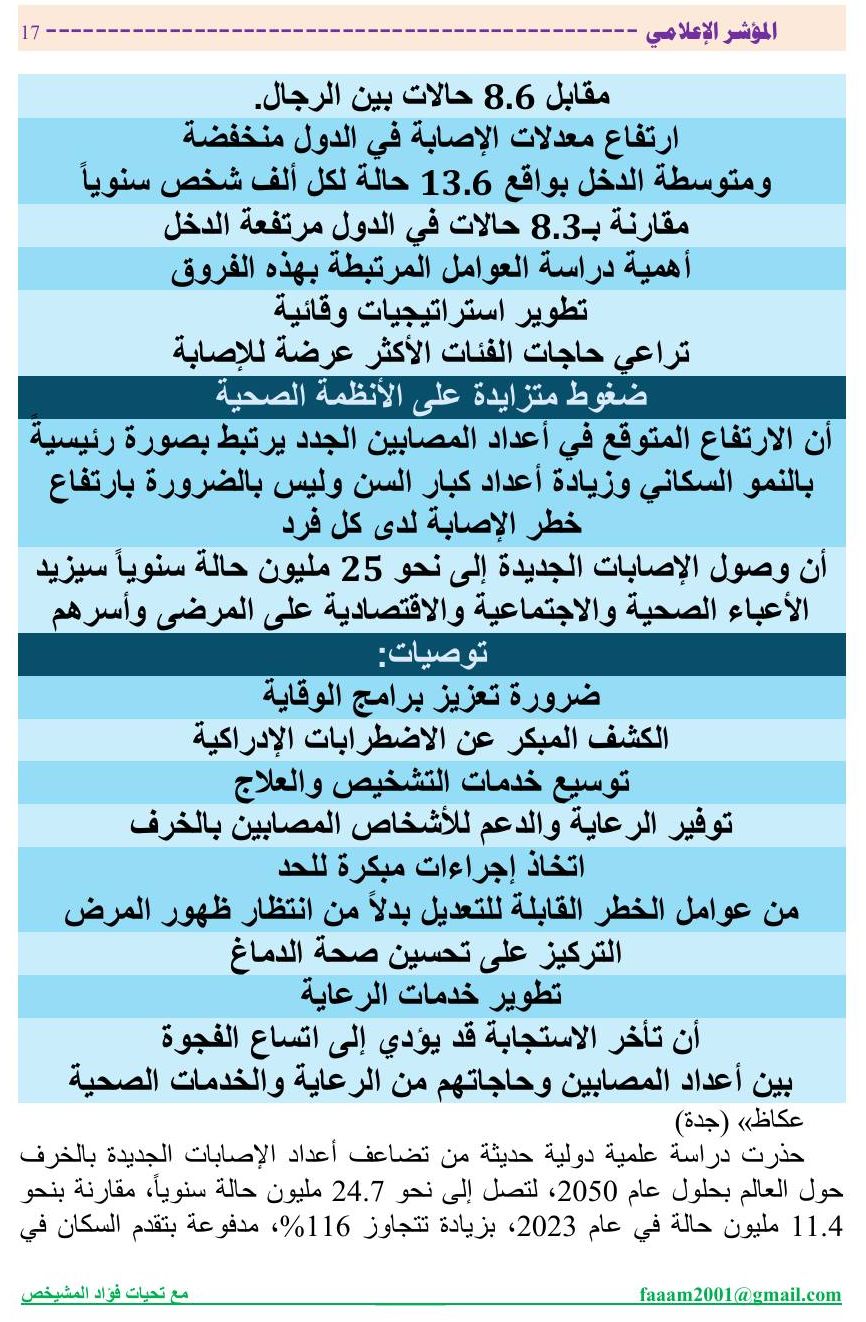 المؤشر الإعلامي ------------------------------------------------ 17
مقابل 8.6 حالات بين الرجال.
ارتفاع معدلات الإصابة في الدول منخفضة
ومتوسطة الدخل بواقع 13.6 حالة لكل ألف شخص سنوياً
مقارنة بـ8.3 حالات في الدول مرتفعة الدخل
أهمية دراسة العوامل المرتبطة بهذه الفروق
تطوير استراتيجيات وقائية
تراعي حاجات الفئات الأكثر عرضة للإصابة
ضغوط متزايدة على الأنظمة الصحية
أن الارتفاع المتوقع في أعداد المصابين الجدد يرتبط بصورة رئيسيةً
بالنمو السكاني وزيادة أعداد كبار السن وليس بالضرورة بارتفاع
خطر الإصابة لدى كل فرد
أن وصول الإصابات الجديدة إلى نحو 25 مليون حالة سنوياً سيزيد
الأعباء الصحية والاجتماعية والاقتصادية على المرضى وأسرهم
توصيات:
ضرورة تعزيز برامج الوقاية
الكشف المبكر عن الاضطرابات الإدراكية
توسيع خدمات التشخيص والعلاج
توفير الرعاية والدعم للأشخاص المصابين بالخرف
اتخاذ إجراءات مبكرة للحد
من عوامل الخطر القابلة للتعديل بدلاً من انتظار ظهور المرض
التركيز على تحسين صحة الدماغ
تطوير خدمات الرعاية
أن تأخر الاستجابة قد يؤدي إلى اتساع الفجوة
بين أعداد المصابين وحاجاتهم من الرعاية والخدمات الصحية
عكاظ» (جدة)
حذرت دراسة علمية دولية حديثة من تضاعف أعداد الإصابات الجديدة بالخرف
حول العالم بحلول عام 2050، لتصل إلى نحو 24.7 مليون حالة سنوياً، مقارنة بنحو
11.4 مليون حالة في عام 2023، بزيادة تتجاوز 116%، مدفوعة بتقدم السكان في
faaam2001@gmail.com ________ مع تحيات فؤاد المشيخص